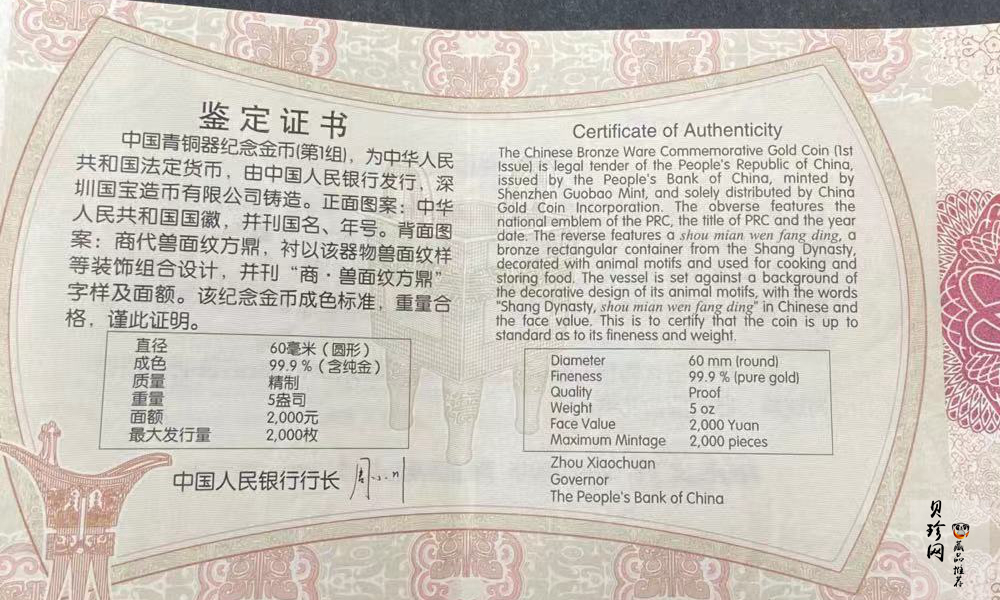 鉴定证书
中国青铜器纪念金币(第1组)，为中华人民
共和国法定货币，由中国人民银行发行，深
圳国宝造币有限公司铸造。正面图案：中华
人民共和国国徽，并刊国名、年号。背面图
案：商代兽面纹方鼎，衬以该器物兽面纹样
等装饰组合设计，并刊“商·兽面纹方鼎”
字样及面额。该纪念金币成色标准，重量合
格，谨此证明。
直径 60毫米（圆形）
成色 99.9％（含纯金）
质量 精制
重量 5盎司
面额 2,000元
最大发行量 2,000枚
中国人民银行行长 周小川
Certificate of Authenticity
The Chinese Bronze Ware Commemorative Gold Coin (1st
Issue) is legal tender of the People's Republic of China,
issued by the People's Bank of China, minted by
Shenzhen Guobao Mint, and solely distributed by China
Gold Coin Incorporation. The obverse features the
national emblem of the PRC, the title of PRC and the year
date. The reverse features a shou mian wen fang ding, a
bronze rectangular container from the Shang Dynasty,
decorated with animal motifs and used for cooking and
storing food. The vessel is set against a background of
the decorative design of its animal motifs, with the words
"Shang Dynasty, shou mian wen fang ding" in Chinese and
the face value. This is to certify that the coin is up to
standard as to its fineness and weight.
Diameter 60 mm (round)
Fineness 99.9 % (pure gold)
Quality Proof
Weight 5 oz
Face Value 2,000 Yuan
Maximum Mintage 2,000 pieces
Zhou Xiaochuan
Governor
The People's Bank of China
贝珍网
藏品推荐